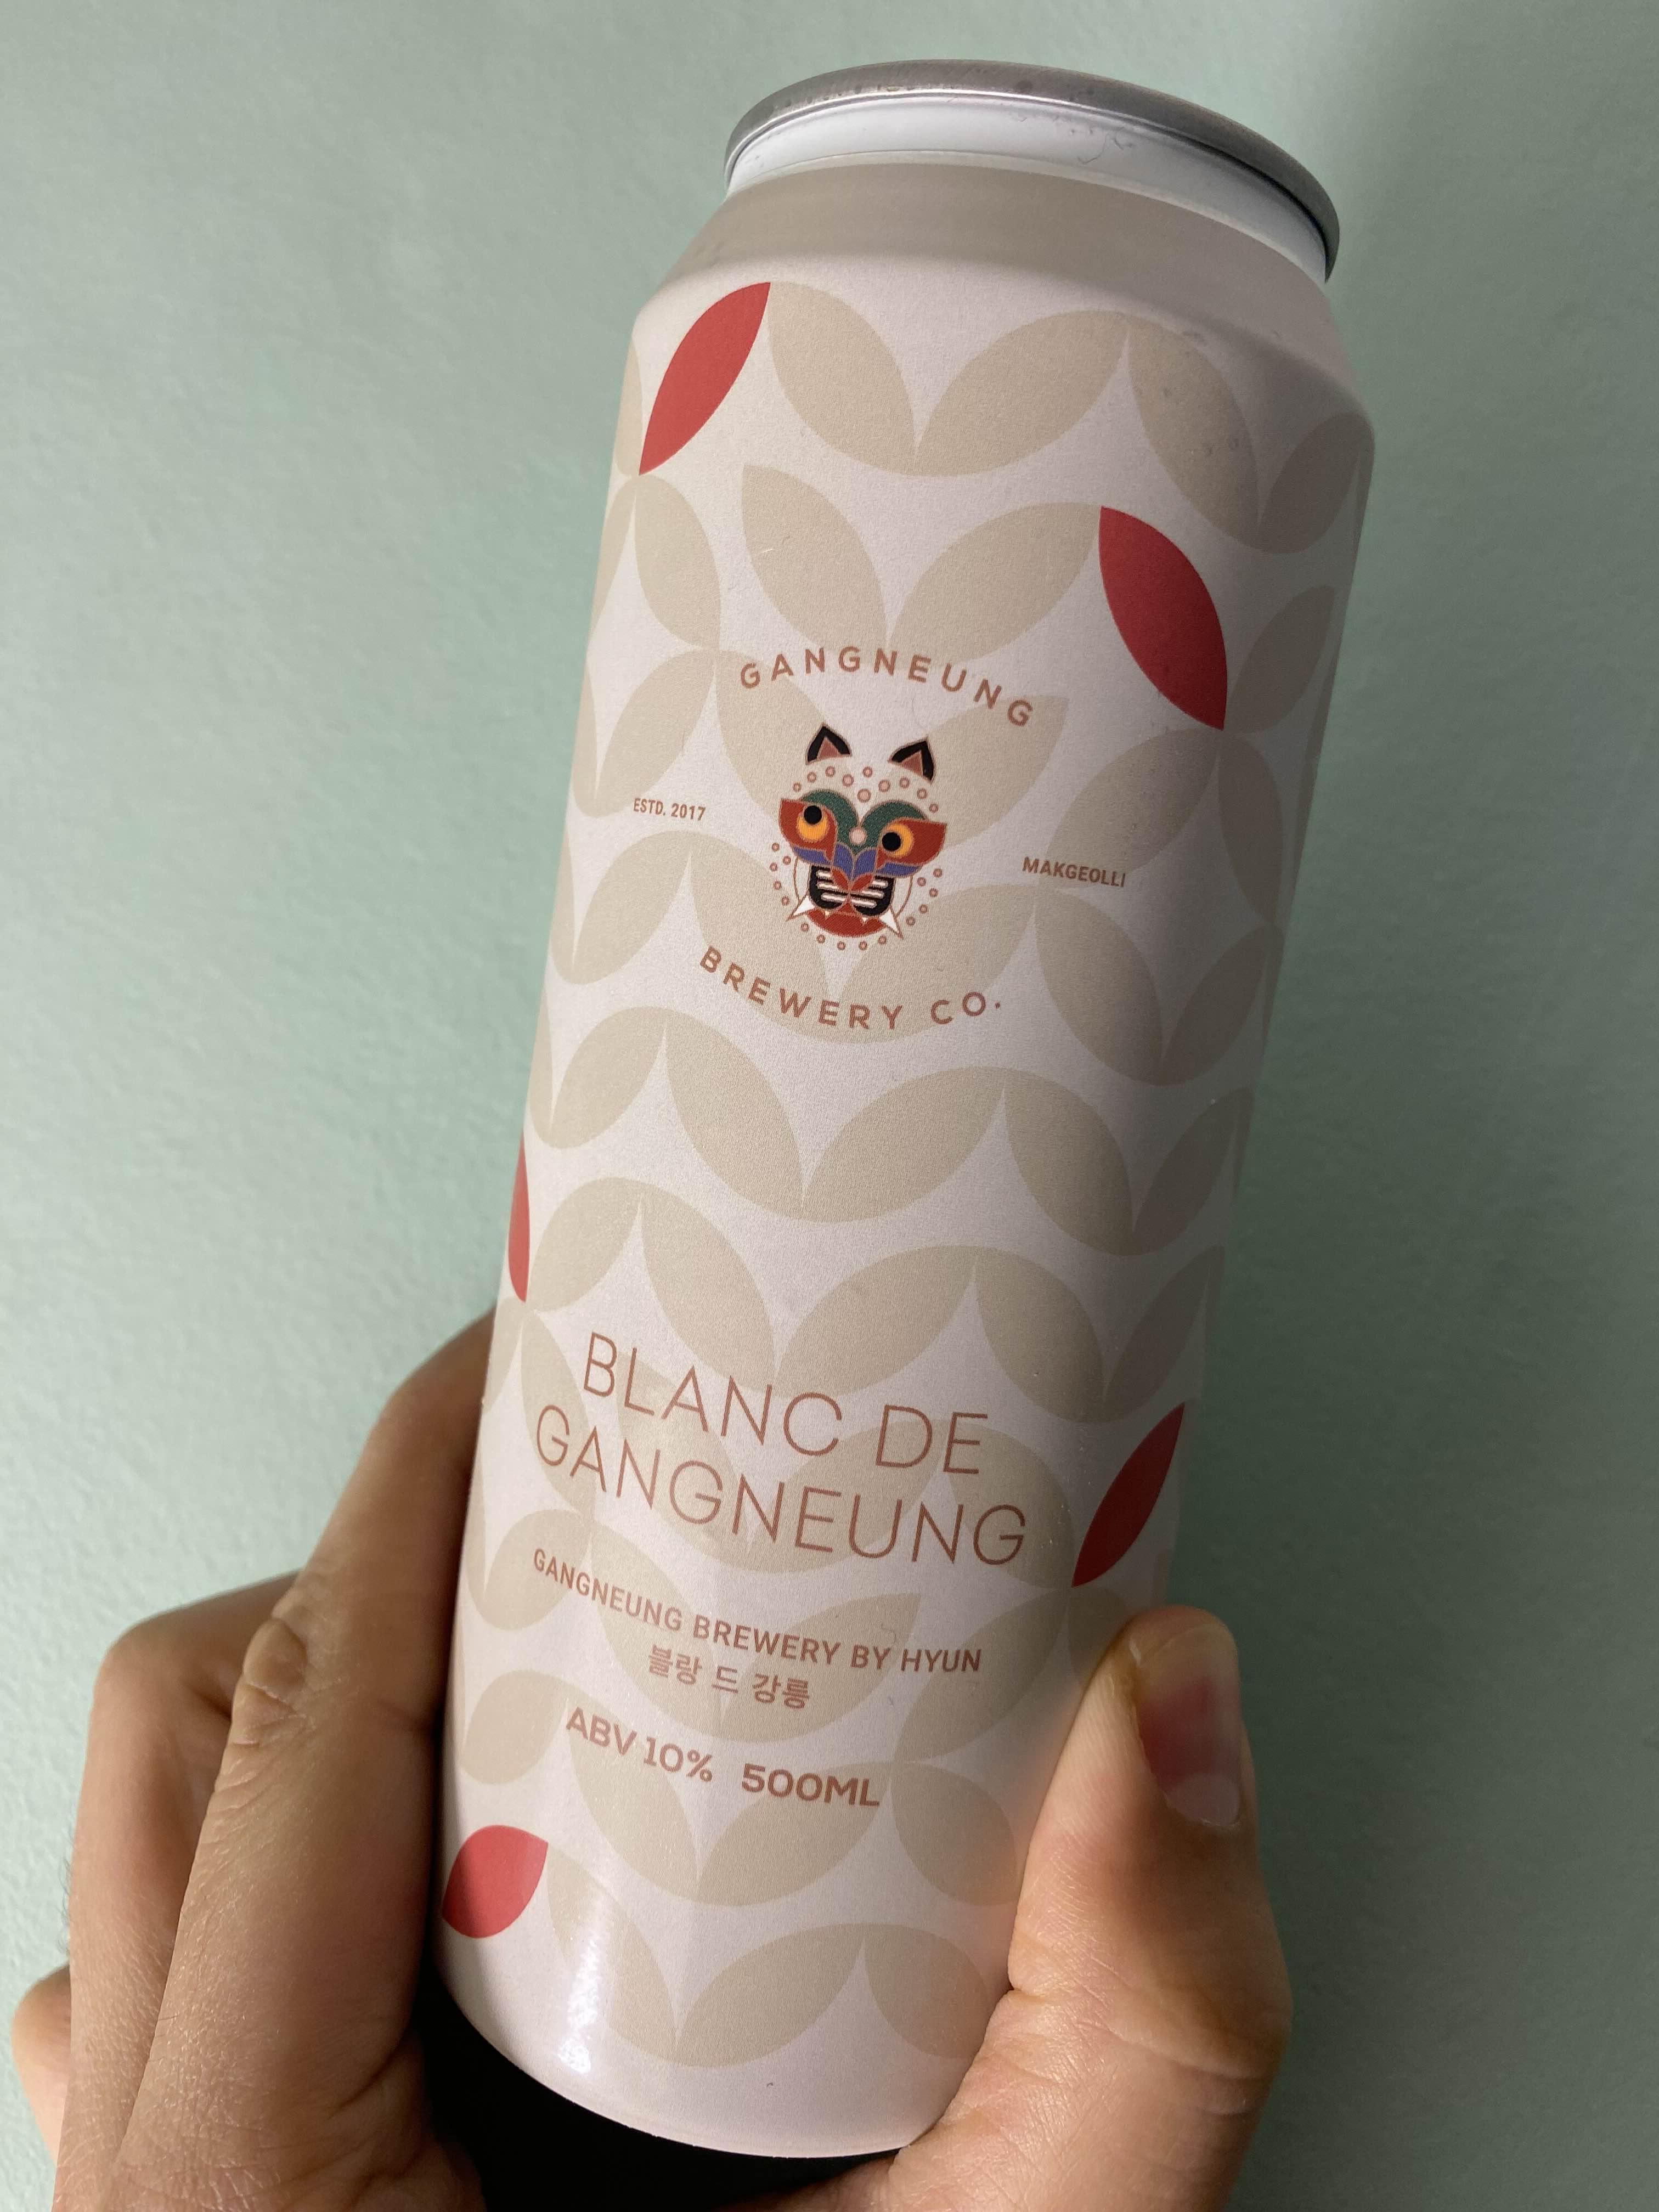 GANGNEUNG
ESTD. 2017
MAKGEOLLI
BREWERY CO.
BLANC DE
GANGNEUNG
GANGNEUNG BREWERY BY HYUN
블랑 드 강릉
ABV 10% 500ML